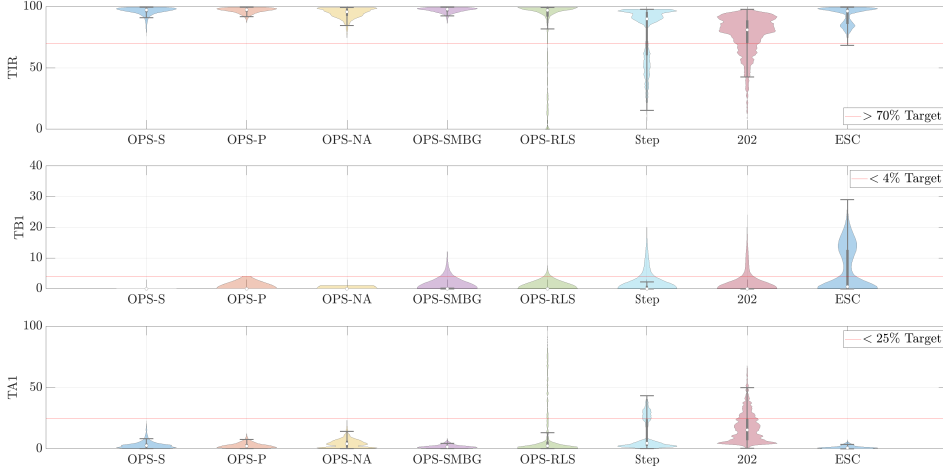 100
50
0
TIR
OPS-S OPS-P OPS-NA OPS-SMBG OPS-RLS Step 202 ESC
> 70% Target
40
30
20
10
0
TB1
OPS-S OPS-P OPS-NA OPS-SMBG OPS-RLS Step 202 ESC
< 4% Target
100
50
0
TA1
OPS-S OPS-P OPS-NA OPS-SMBG OPS-RLS Step 202 ESC
< 25% Target